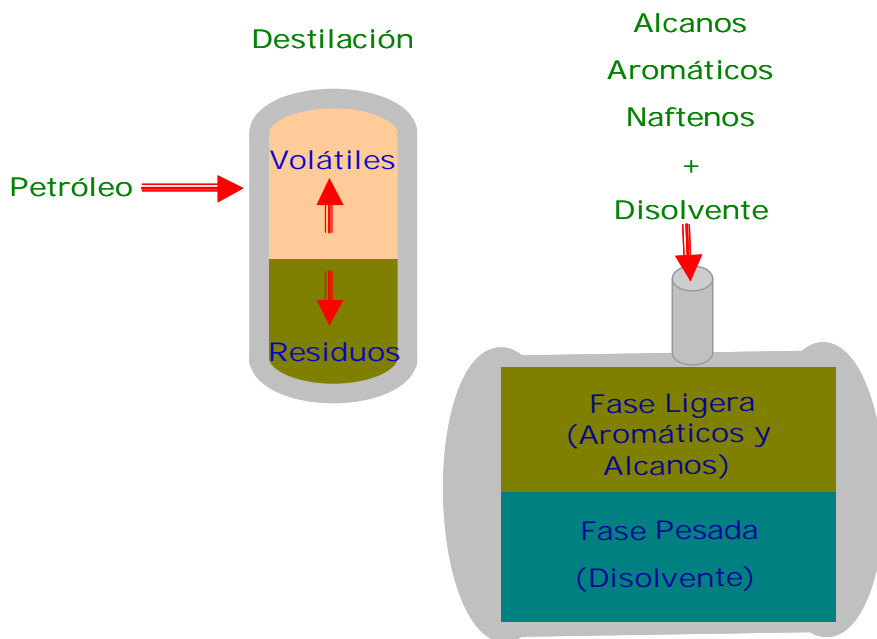 Destilación
Petróleo
Volátiles
Residuos
Alcanos
Aromáticos
Naftenos
+
Disolvente
Fase Ligera
(Aromáticos y
Alcanos)
Fase Pesada
(Disolvente)